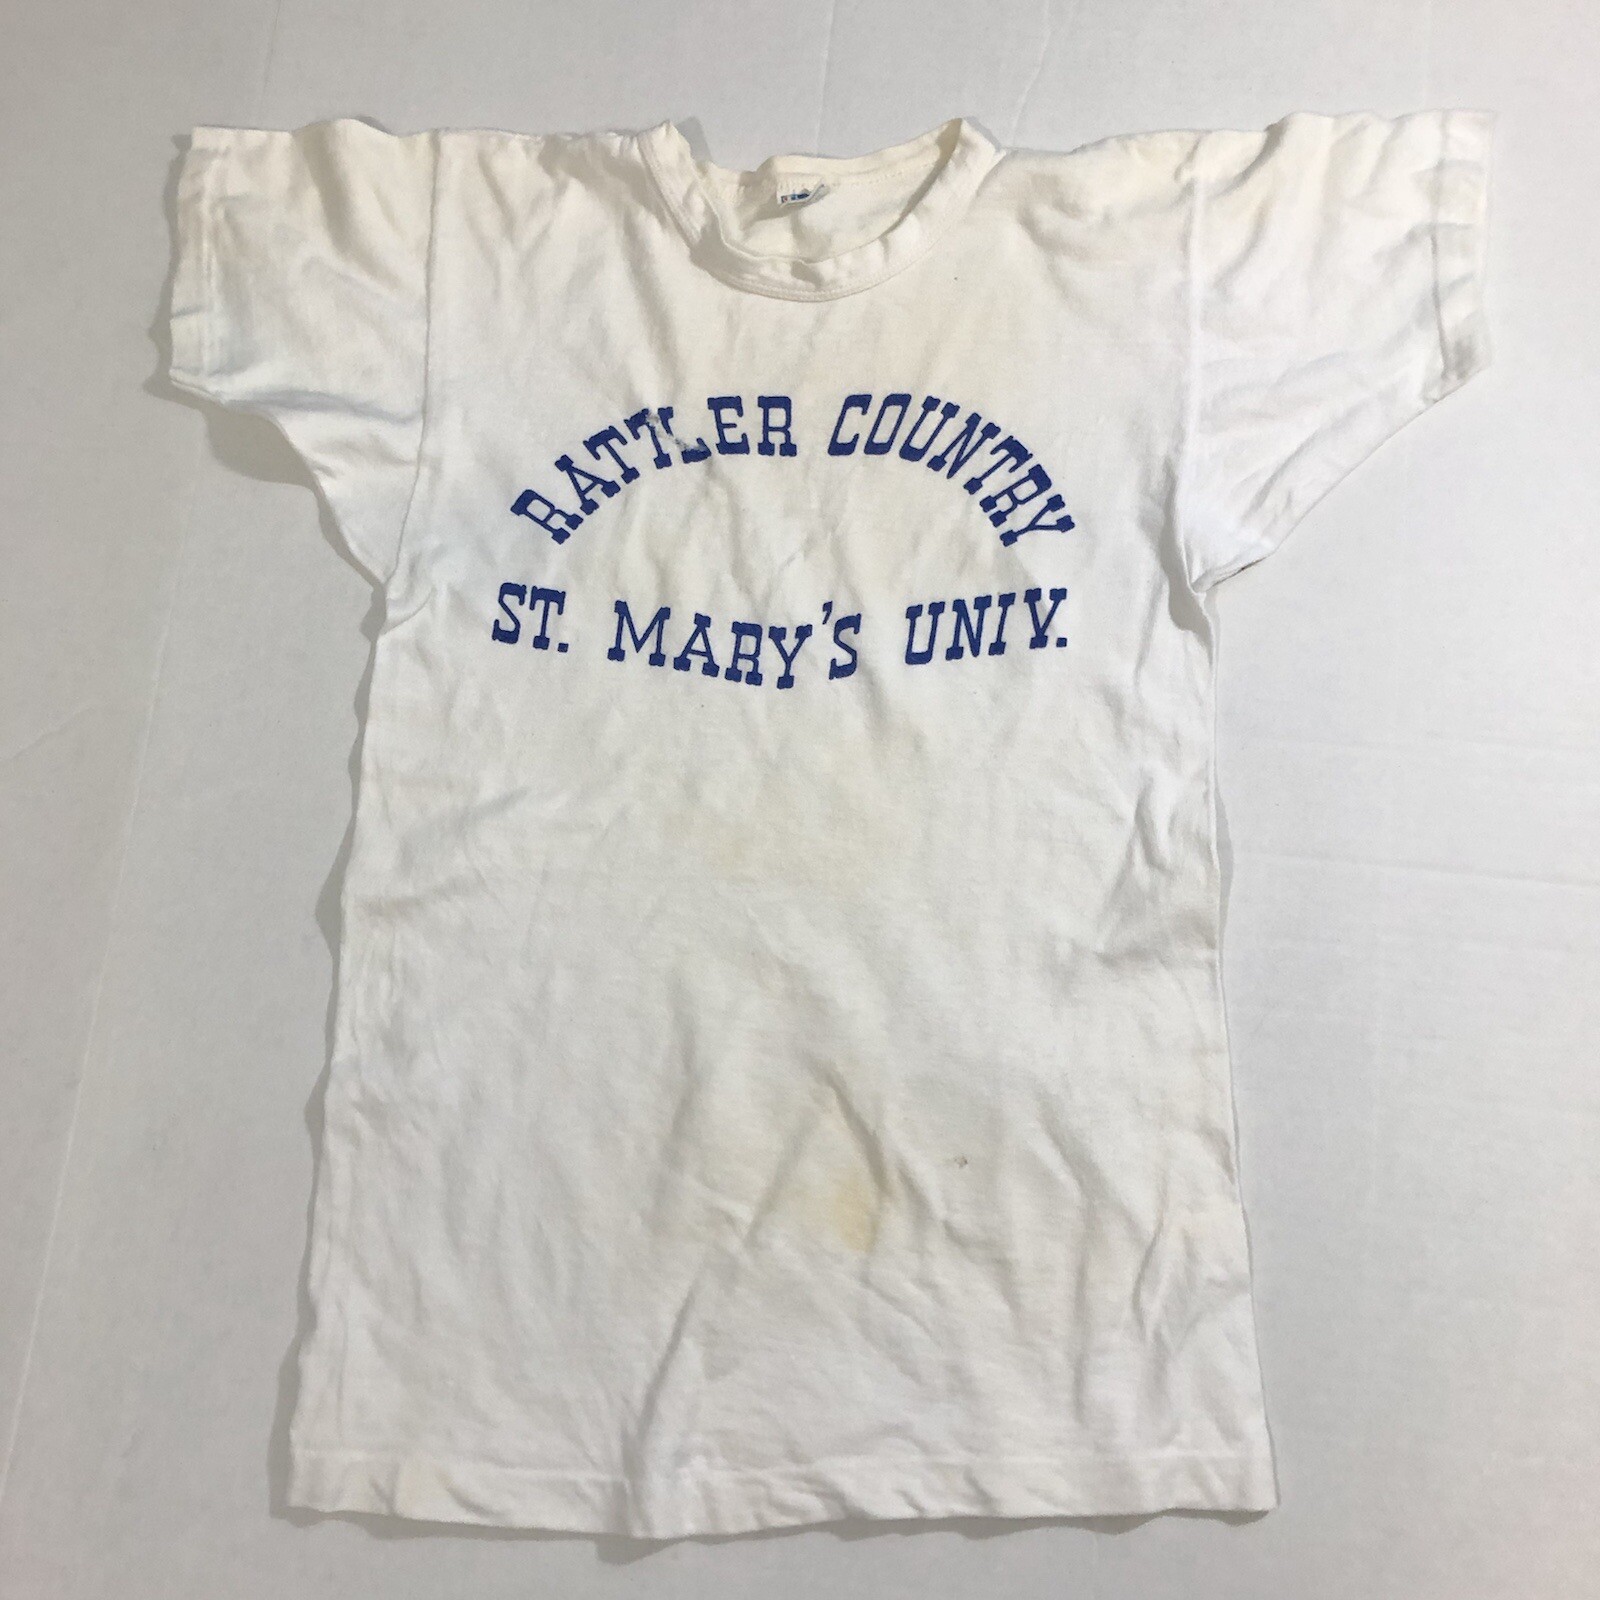 RATTLER COUNTRY
ST. MARY'S UNIV.